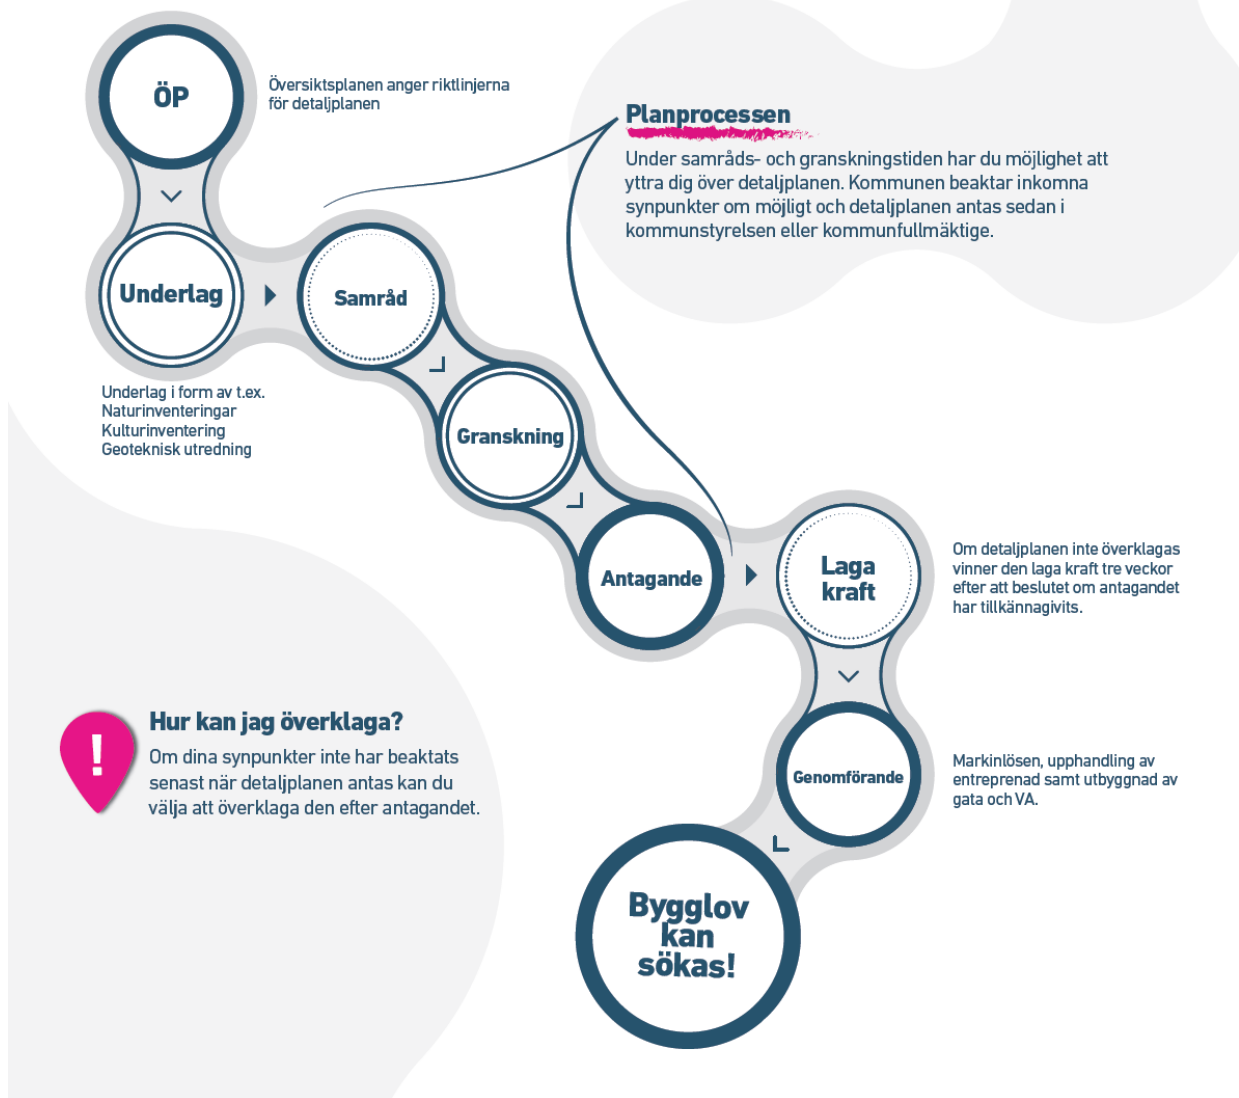 ÖP
Översiktsplanen anger riktlinjerna
för detaljplanen
Planprocessen
Under samråds- och granskningstiden har du möjlighet att
yttra dig över detaljplanen. Kommunen beaktar inkomna
synpunkter om möjligt och detaljplanen antas sedan i
kommunstyrelsen eller kommunfullmäktige.
Underlag
Samråd
Underlag i form av t.ex.
Naturinventeringar
Kulturinventering
Geoteknisk utredning
Granskning
Antagande
Laga
kraft
Om detaljplanen inte överklagas
vinner den laga kraft tre veckor
efter att beslutet om antagandet
har tillkännagivits.
Hur kan jag överklaga?
!
Om dina synpunkter inte har beaktats
senast när detaljplanen antas kan du
välja att överklaga den efter antagandet.
Genomförande
Markinlösen, upphandling av
entreprenad samt utbyggnad av
gata och VA.
Bygglov
kan
sökas!